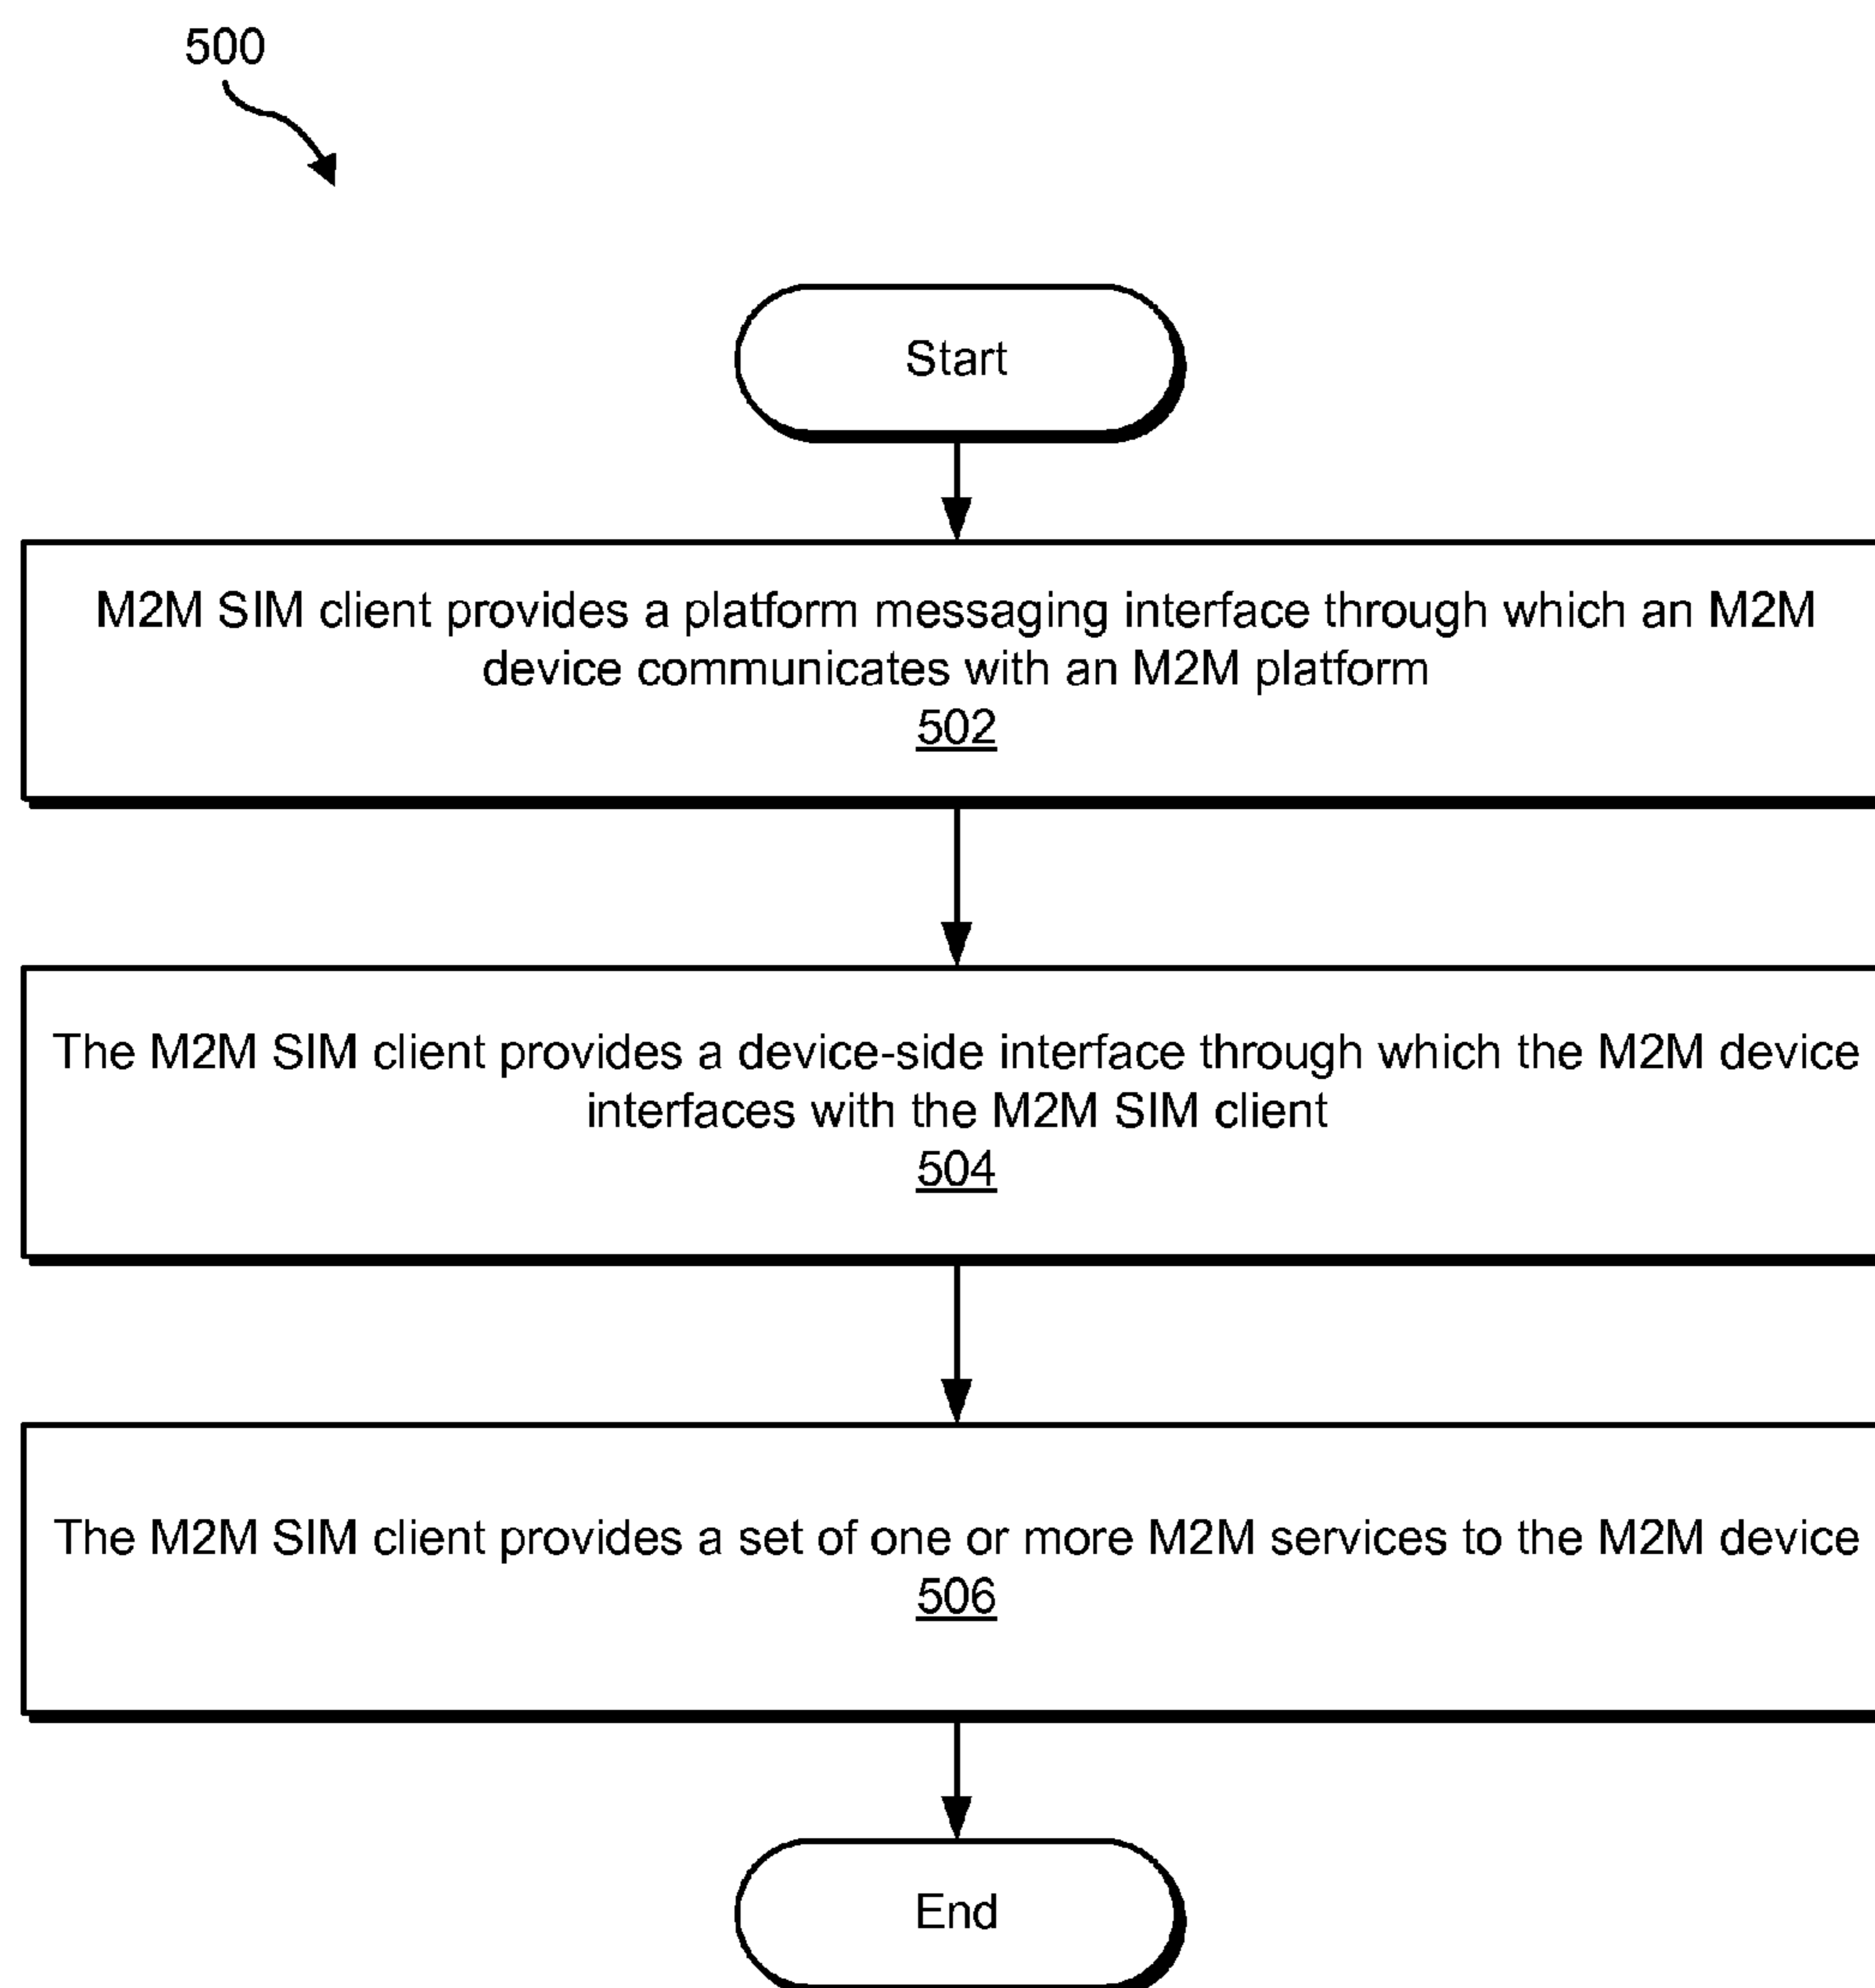 500
Start
M2M SIM client provides a platform messaging interface through which an M2M
device communicates with an M2M platform
502
The M2M SIM client provides a device-side interface through which the M2M device
interfaces with the M2M SIM client
504
The M2M SIM client provides a set of one or more M2M services to the M2M device
506
End